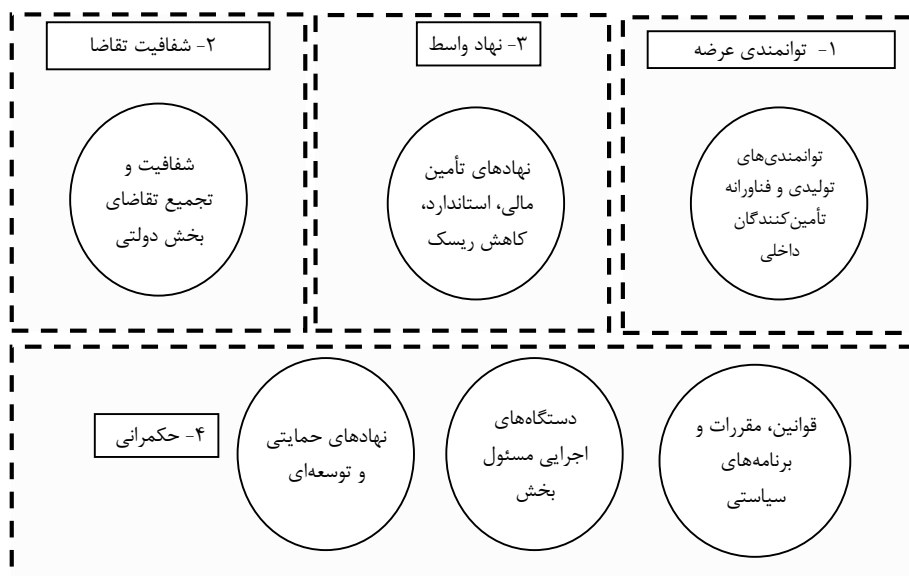 ۱- توانمندی عرضه
توانمندی‌های
تولیدی و فناورانه
تأمین‌کنندگان
داخلی
۳- نهاد واسط
نهادهای تأمین
مالی، استاندارد،
کاهش ریسک
۲- شفافیت تقاضا
شفافیت و
تجمیع تقاضای
بخش دولتی
قوانین، مقررات و
برنامه‌های
سیاستی
دستگاه‌های
اجرایی مسئول
بخش
نهادهای حمایتی
و توسعه‌ای
۴- حکمرانی